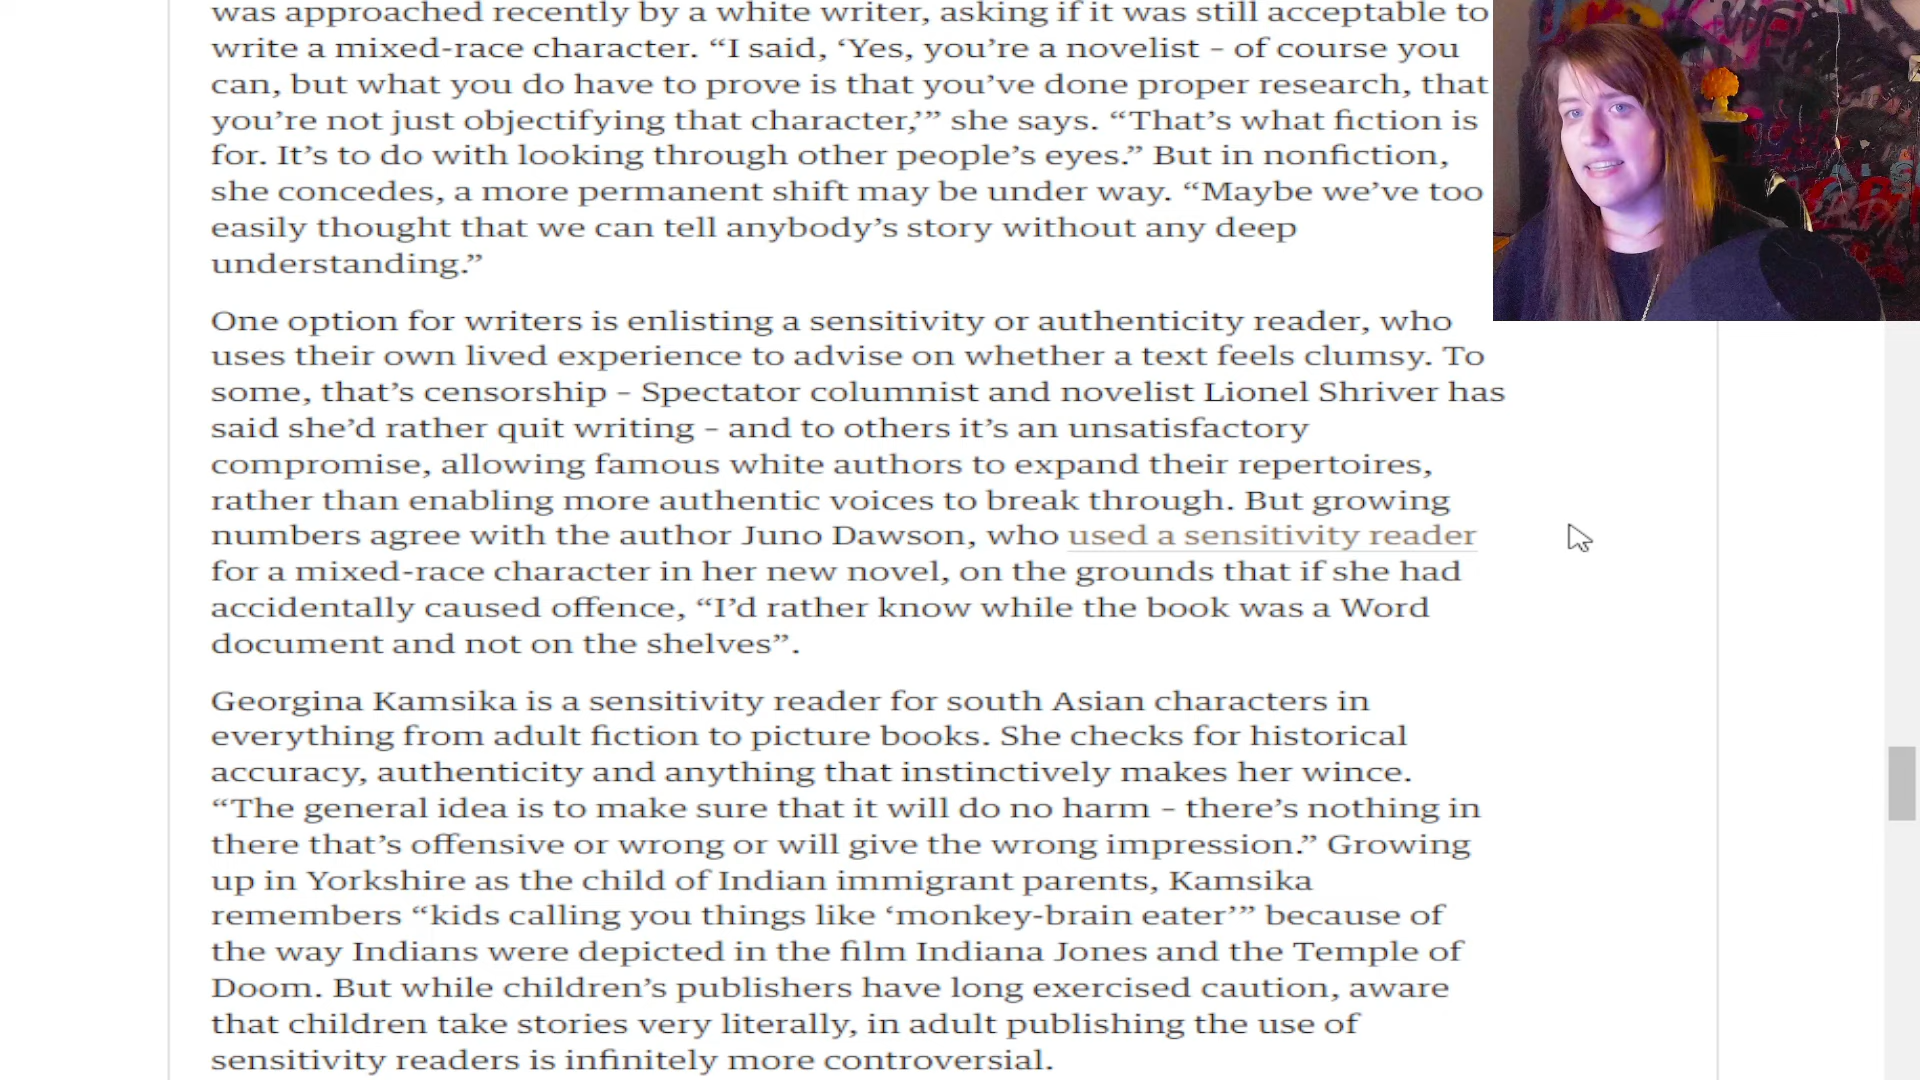 was approached recently by a white writer, asking if it was still acceptable to
write a mixed-race character. “I said, ‘Yes, you’re a novelist – of course you
can, but what you do have to prove is that you’ve done proper research, that
you’re not just objectifying that character,’” she says. “That’s what fiction is
for. It’s to do with looking through other people’s eyes.” But in nonfiction,
she concedes, a more permanent shift may be under way. “Maybe we’ve too
easily thought that we can tell anybody’s story without any deep
understanding.”
One option for writers is enlisting a sensitivity or authenticity reader, who
uses their own lived experience to advise on whether a text feels clumsy. To
some, that’s censorship – Spectator columnist and novelist Lionel Shriver has
said she’d rather quit writing – and to others it’s an unsatisfactory
compromise, allowing famous white authors to expand their repertoires,
rather than enabling more authentic voices to break through. But growing
numbers agree with the author Juno Dawson, who used a sensitivity reader
for a mixed-race character in her new novel, on the grounds that if she had
accidentally caused offence, “I’d rather know while the book was a Word
document and not on the shelves”.
Georgina Kamsika is a sensitivity reader for south Asian characters in
everything from adult fiction to picture books. She checks for historical
accuracy, authenticity and anything that instinctively makes her wince.
“The general idea is to make sure that it will do no harm – there’s nothing in
there that’s offensive or wrong or will give the wrong impression.” Growing
up in Yorkshire as the child of Indian immigrant parents, Kamsika
remembers “kids calling you things like ‘monkey-brain eater’” because of
the way Indians were depicted in the film Indiana Jones and the Temple of
Doom. But while children’s publishers have long exercised caution, aware
that children take stories very literally, in adult publishing the use of
sensitivity readers is infinitely more controversial.